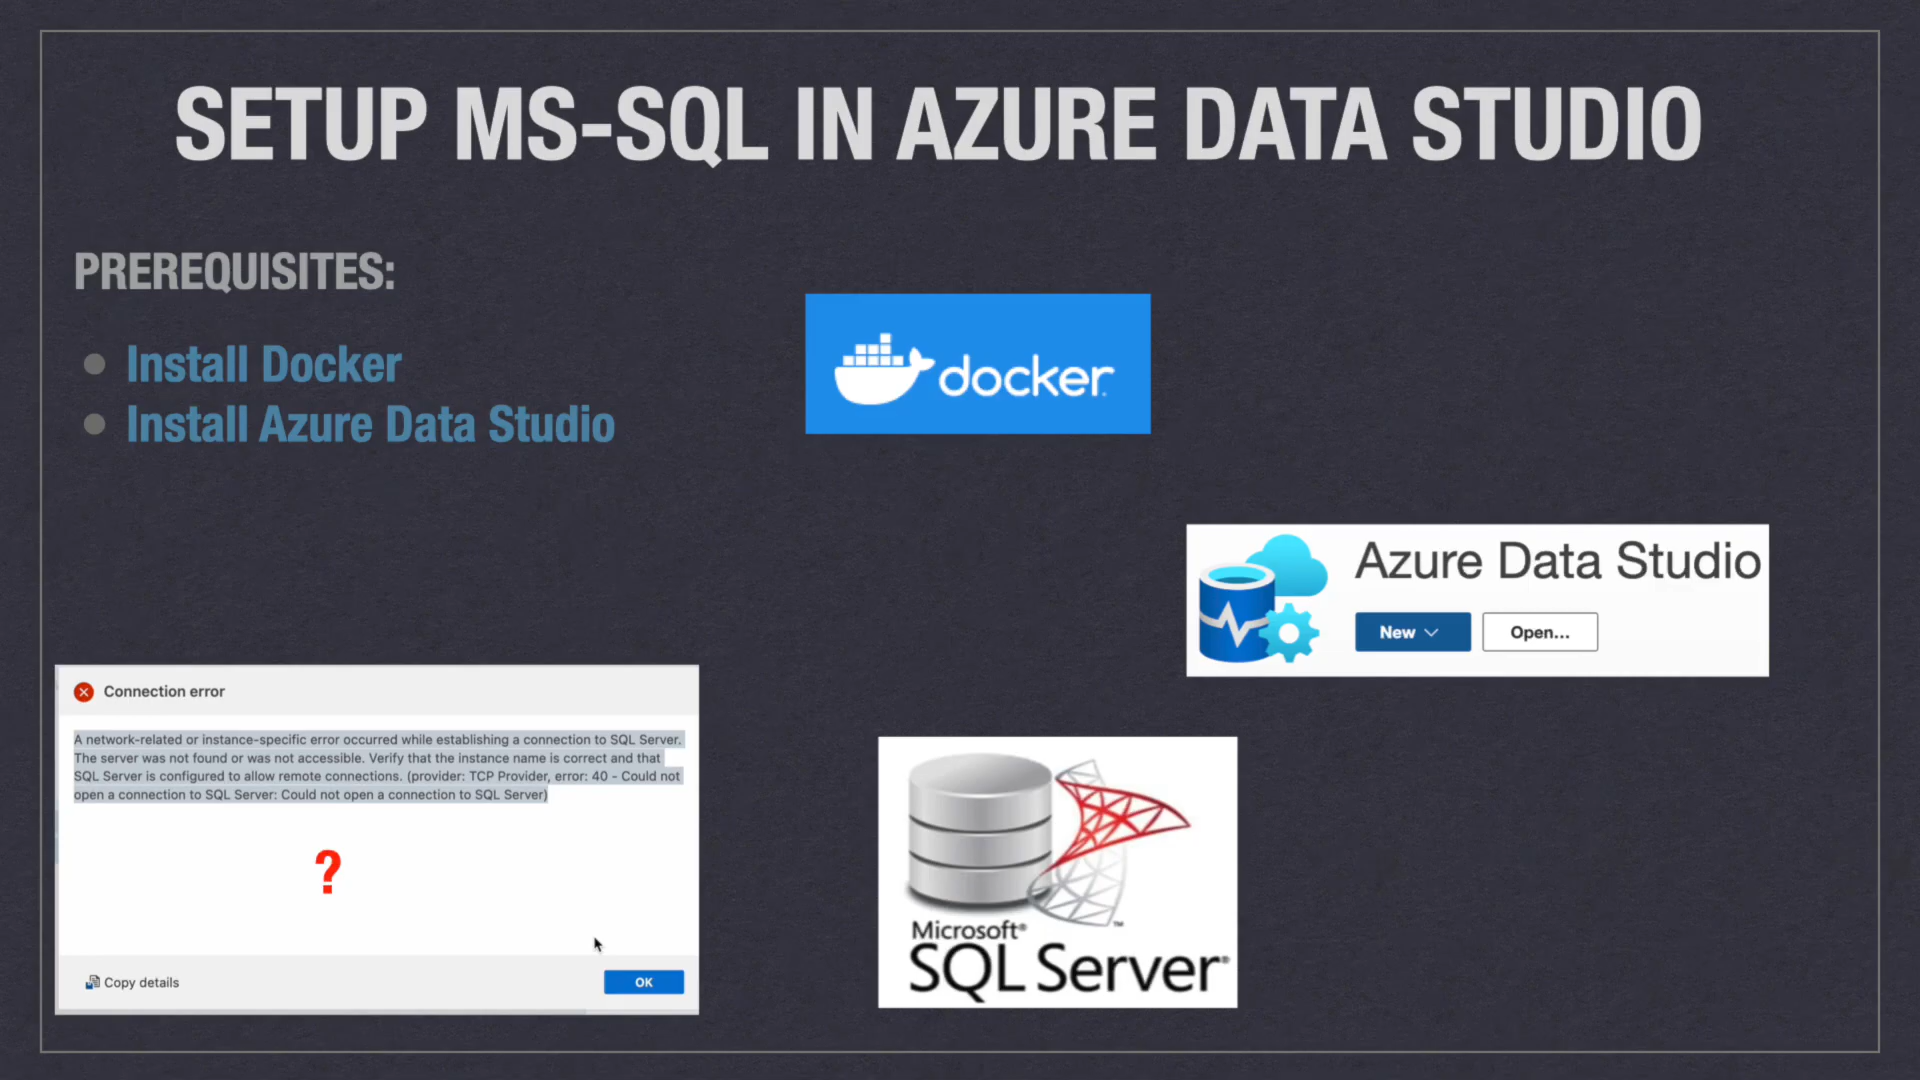 SETUP MS-SQL IN AZURE DATA STUDIO
PREREQUISITES:
Install Docker
Install Azure Data Studio
docker
Azure Data Studio
New
Open...
Connection error
A network-related or instance-specific error occurred while establishing a connection to SQL Server.
The server was not found or was not accessible. Verify that the instance name is correct and that
SQL Server is configured to allow remote connections. (provider: TCP Provider, error: 40 - Could not
open a connection to SQL Server: Could not open a connection to SQL Server)
?
Copy details
OK
Microsoft®
SQL Server®
™